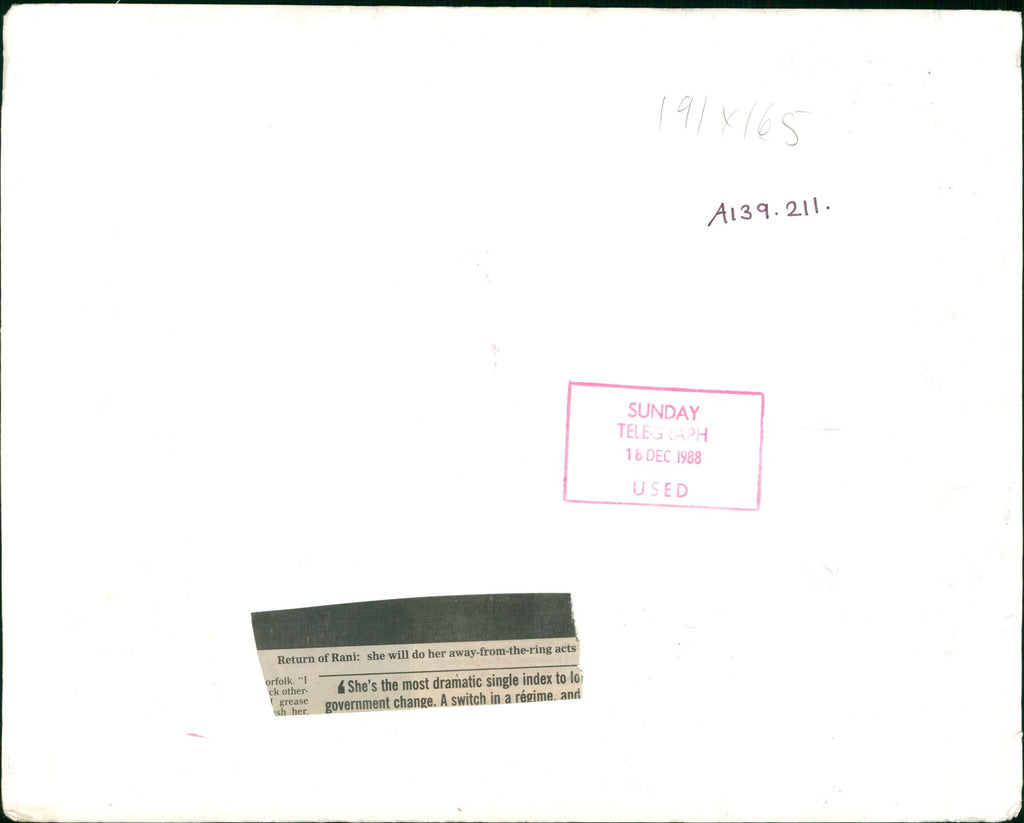 191 x 165
A139.211.
SUNDAY
TELEGRAPH
18 DEC 1988
USED
Return of Rani: she will do her away-from-the-ring acts
orfolk. "I
ck other-
grease
sh her.
❛She's the most dramatic single index to lo
government change. A switch in a régime, and